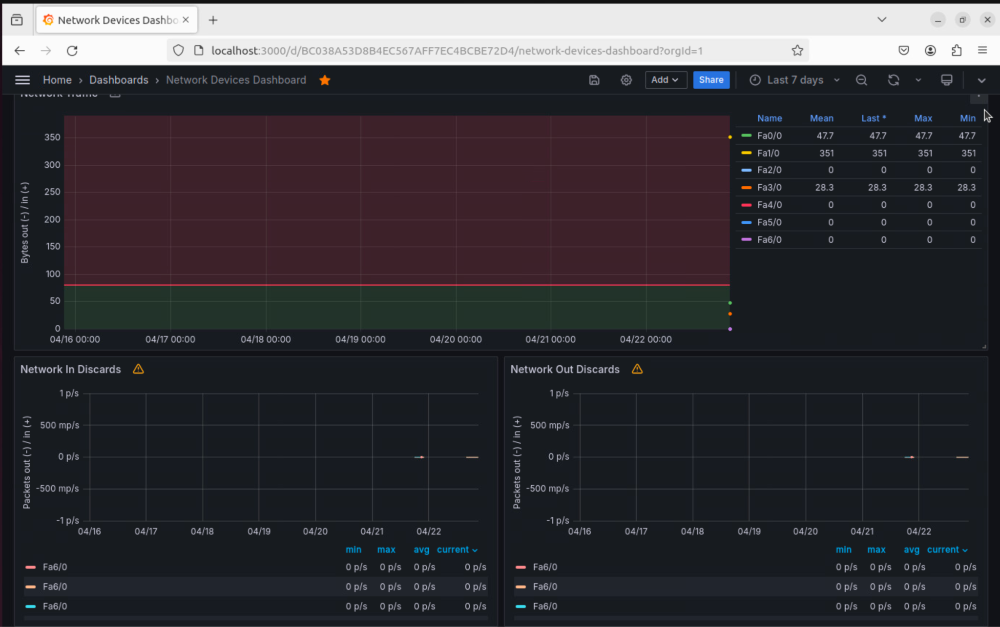 Network Devices Dashbo
localhost:3000/d/BC038A53D8B4EC567AFF7EC4BCBE72D4/network-devices-dashboard?orgId=1
Home › Dashboards › Network Devices Dashboard
Add
Share
Last 7 days
Network Traffic
Bytes out (-) / in (+)
350
300
250
200
150
100
50
0
04/16 00:00 04/17 00:00 04/18 00:00 04/19 00:00 04/20 00:00 04/21 00:00 04/22 00:00
Name Mean Last * Max Min
Fa0/0 47.7 47.7 47.7 47.7
Fa1/0 351 351 351 351
Fa2/0 0 0 0 0
Fa3/0 28.3 28.3 28.3 28.3
Fa4/0 0 0 0 0
Fa5/0 0 0 0 0
Fa6/0 0 0 0 0
Network In Discards
Packets out (-) / in (+)
1 p/s
500 mp/s
0 p/s
-500 mp/s
-1 p/s
04/16 04/17 04/18 04/19 04/20 04/21 04/22
min max avg current
Fa6/0 0 p/s 0 p/s 0 p/s 0 p/s
Fa6/0 0 p/s 0 p/s 0 p/s 0 p/s
Fa6/0 0 p/s 0 p/s 0 p/s 0 p/s
Network Out Discards
Packets out (-) / in (+)
1 p/s
500 mp/s
0 p/s
-500 mp/s
-1 p/s
04/16 04/17 04/18 04/19 04/20 04/21 04/22
min max avg current
Fa6/0 0 p/s 0 p/s 0 p/s 0 p/s
Fa6/0 0 p/s 0 p/s 0 p/s 0 p/s
Fa6/0 0 p/s 0 p/s 0 p/s 0 p/s